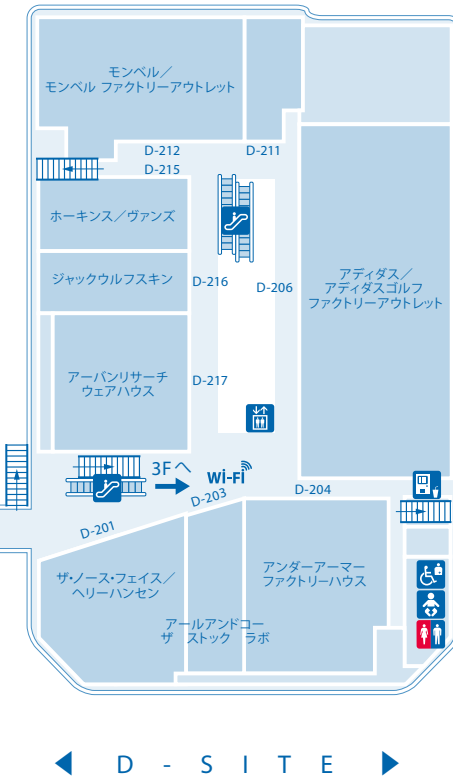 モンベル／
モンベル ファクトリーアウトレット
D-212
D-211
D-215
ホーキンス／ヴァンズ
ジャックウルフスキン
D-216
D-206
アディダス／
アディダスゴルフ
ファクトリーアウトレット
アーバンリサーチ
ウェアハウス
D-217
3Fへ
Wi-Fi
D-203
D-204
D-201
ザ・ノース・フェイス／
ヘリーハンセン
アンダーアーマー
ファクトリーハウス
アールアンドコー
ザ ストック ラボ
D - S I T E